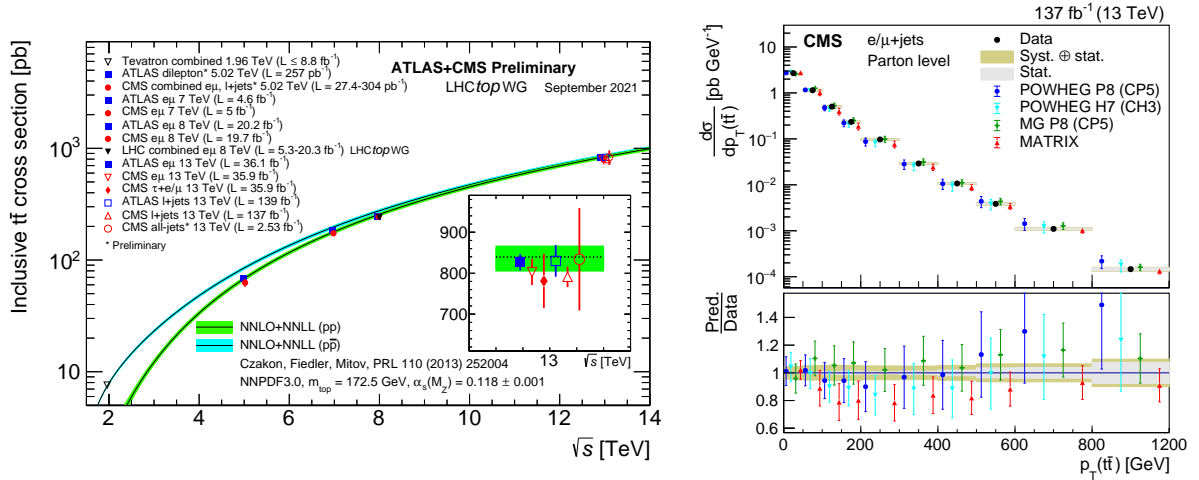 Inclusive tt̄ cross section [pb]
Tevatron combined 1.96 TeV (L ≤ 8.8 fb⁻¹)
ATLAS dilepton* 5.02 TeV (L = 257 pb⁻¹)
CMS combined eμ, l+jets* 5.02 TeV (L = 27.4-304 pb⁻¹)
ATLAS eμ 7 TeV (L = 4.6 fb⁻¹)
CMS eμ 7 TeV (L = 5 fb⁻¹)
ATLAS eμ 8 TeV (L = 20.2 fb⁻¹)
CMS eμ 8 TeV (L = 19.7 fb⁻¹)
LHC combined eμ 8 TeV (L = 5.3-20.3 fb⁻¹) LHCtopWG
ATLAS eμ 13 TeV (L = 36.1 fb⁻¹)
CMS eμ 13 TeV (L = 35.9 fb⁻¹)
CMS τ+e/μ 13 TeV (L = 35.9 fb⁻¹)
ATLAS l+jets 13 TeV (L = 139 fb⁻¹)
CMS l+jets 13 TeV (L = 137 fb⁻¹)
CMS all-jets* 13 TeV (L = 2.53 fb⁻¹)
* Preliminary
ATLAS+CMS Preliminary
LHCtopWG September 2021
10³
10²
10
900
800
700
13 √s [TeV]
NNLO+NNLL (pp)
NNLO+NNLL (pp̄)
Czakon, Fiedler, Mitov, PRL 110 (2013) 252004
NNPDF3.0, m_top = 172.5 GeV, α_s(M_Z) = 0.118 ± 0.001
2 4 6 8 10 12 14
√s [TeV]
137 fb⁻¹ (13 TeV)
CMS e/μ+jets
Parton level
Data
Syst. ⊕ stat.
Stat.
POWHEG P8 (CP5)
POWHEG H7 (CH3)
MG P8 (CP5)
MATRIX
dσ
dp_T(tt̄) [pb GeV⁻¹]
10
1
10⁻¹
10⁻²
10⁻³
10⁻⁴
Pred.
Data
1.4
1.2
1
0.8
0.6
0 200 400 600 800 1000 1200
p_T(tt̄) [GeV]